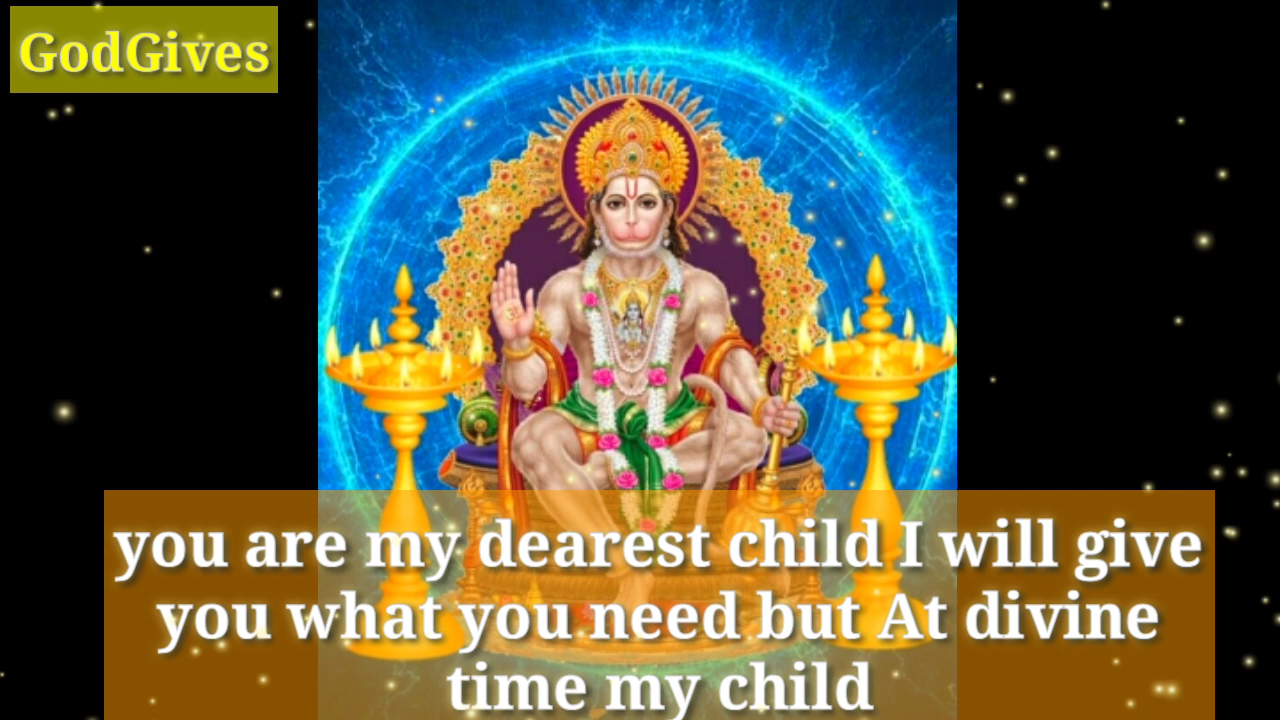 GodGives
you are my dearest child I will give
you what you need but At divine
time my child